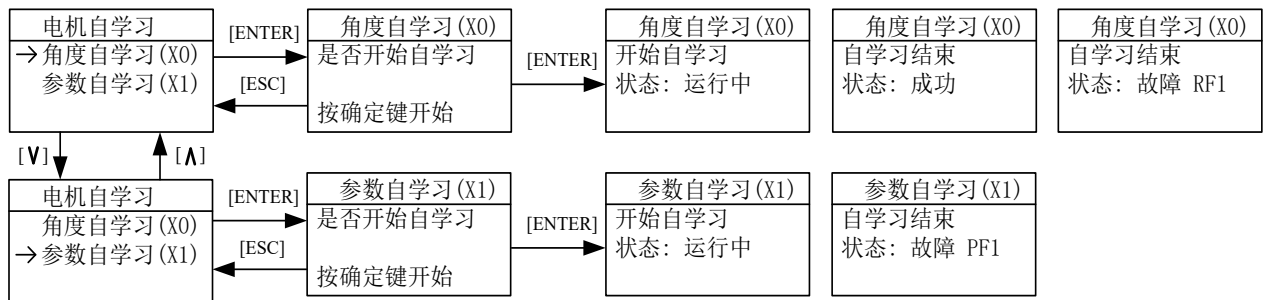 电机自学习
→角度自学习(X0)
参数自学习(X1)
[ENTER]
[ESC]
角度自学习(X0)
是否开始自学习
按确定键开始
[ENTER]
角度自学习(X0)
开始自学习
状态: 运行中
角度自学习(X0)
自学习结束
状态: 成功
角度自学习(X0)
自学习结束
状态: 故障 RF1
[∨]
[∧]
电机自学习
角度自学习(X0)
→参数自学习(X1)
[ENTER]
[ESC]
参数自学习(X1)
是否开始自学习
按确定键开始
[ENTER]
参数自学习(X1)
开始自学习
状态: 运行中
参数自学习(X1)
自学习结束
状态: 故障 PF1